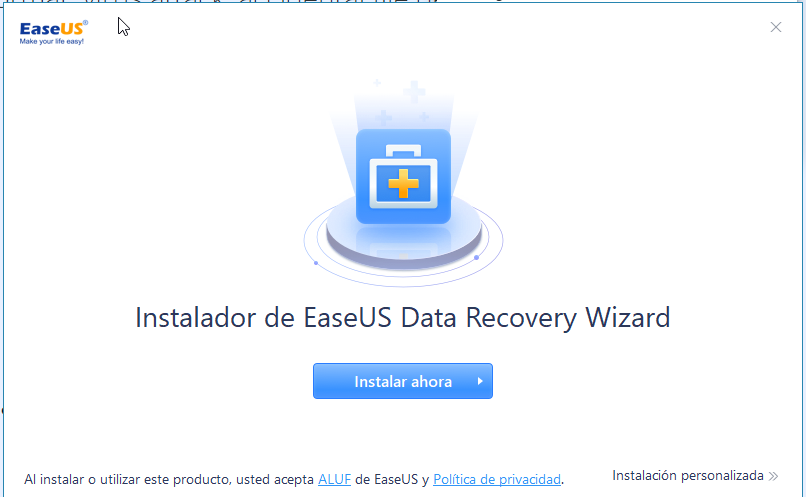 EaseUS®
Make your life easy!
Instalador de EaseUS Data Recovery Wizard
Instalar ahora
Al instalar o utilizar este producto, usted acepta ALUF de EaseUS y Política de privacidad.
Instalación personalizada